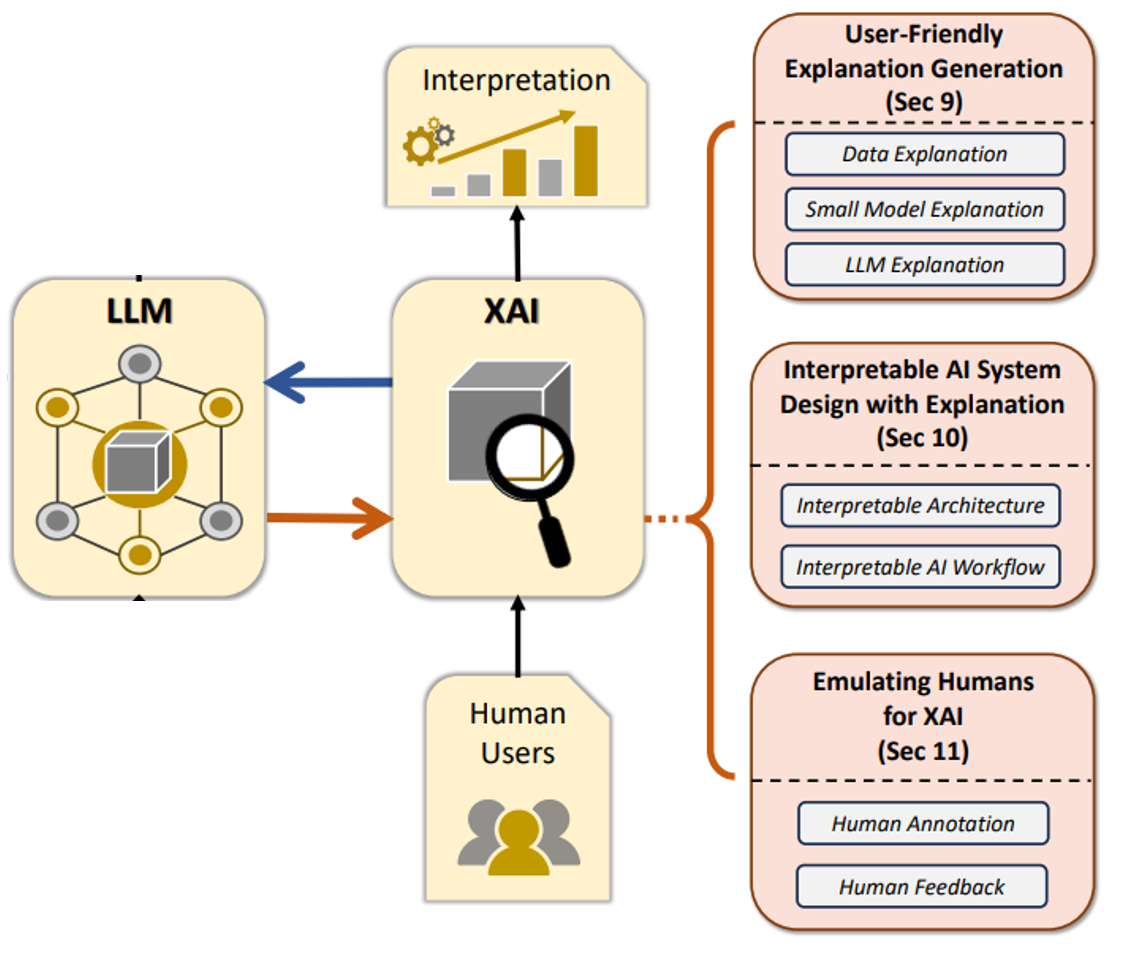 Interpretation
LLM
XAI
Human
Users
User-Friendly
Explanation Generation
(Sec 9)
Data Explanation
Small Model Explanation
LLM Explanation
Interpretable AI System
Design with Explanation
(Sec 10)
Interpretable Architecture
Interpretable AI Workflow
Emulating Humans
for XAI
(Sec 11)
Human Annotation
Human Feedback